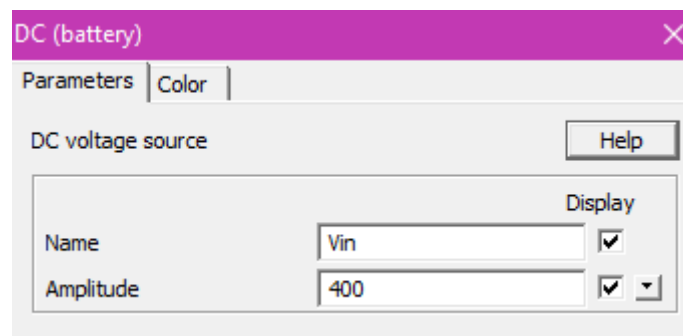 DC (battery)
Parameters Color
DC voltage source Help
Display
Name Vin
Amplitude 400